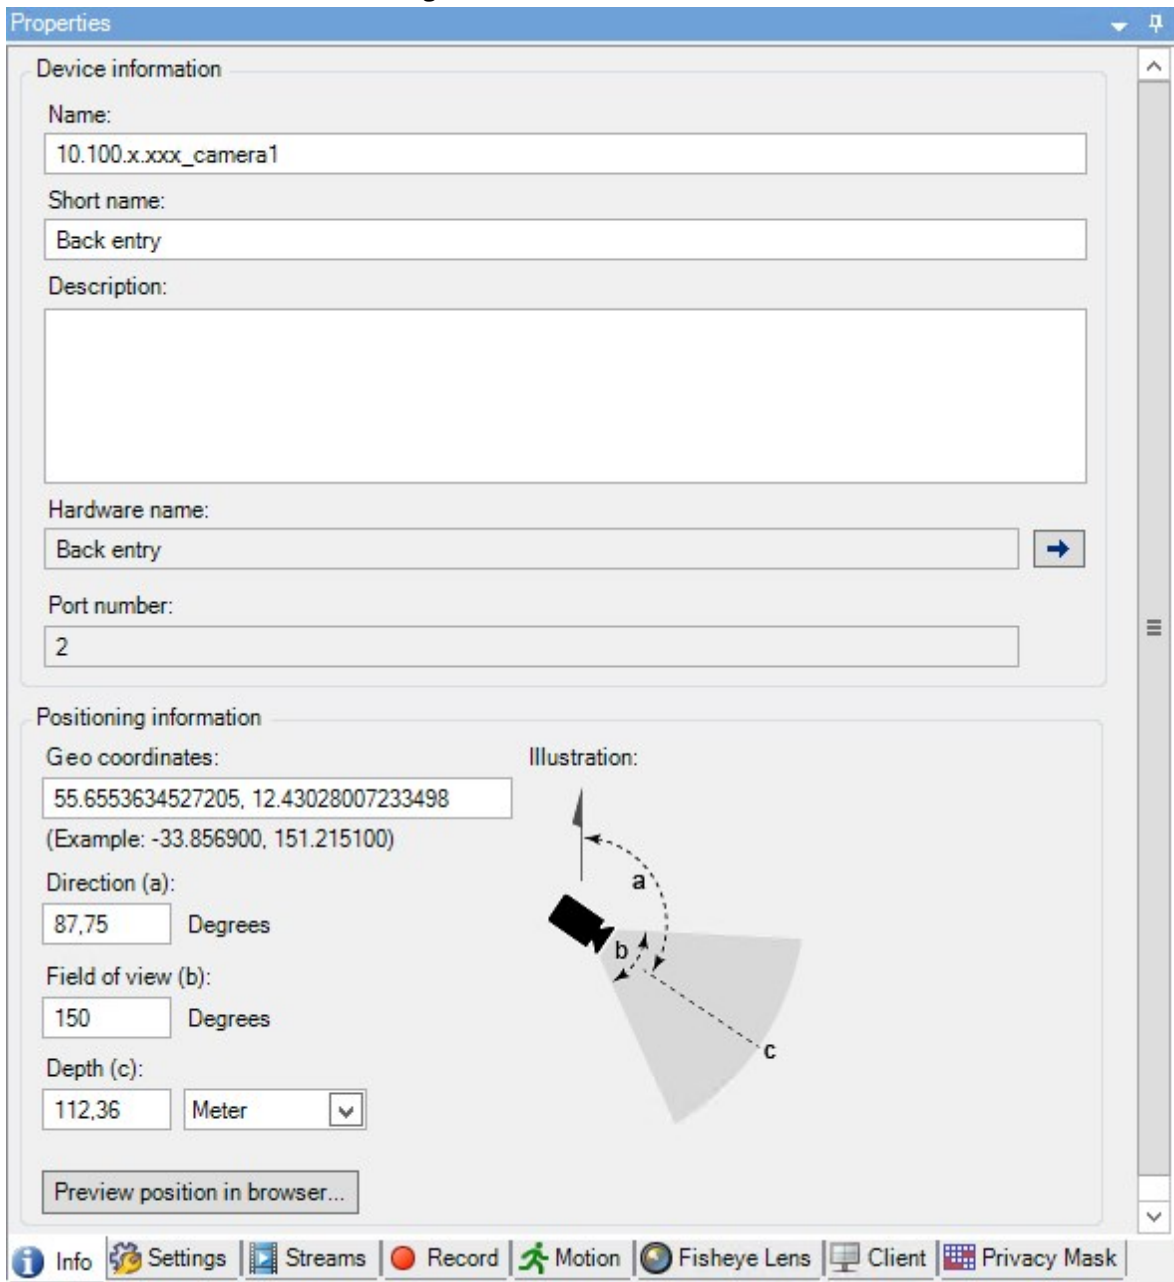 Properties
Device information
Name:
10.100.x.xxx_camera1
Short name:
Back entry
Description:
Hardware name:
Back entry
Port number:
2
Positioning information
Geo coordinates:
Illustration:
55.6553634527205, 12.43028007233498
(Example: -33.856900, 151.215100)
Direction (a):
a
87,75 Degrees
b
Field of view (b):
150 Degrees
c
Depth (c):
112,36 Meter
Preview position in browser...
Info Settings Streams Record Motion Fisheye Lens Client Privacy Mask